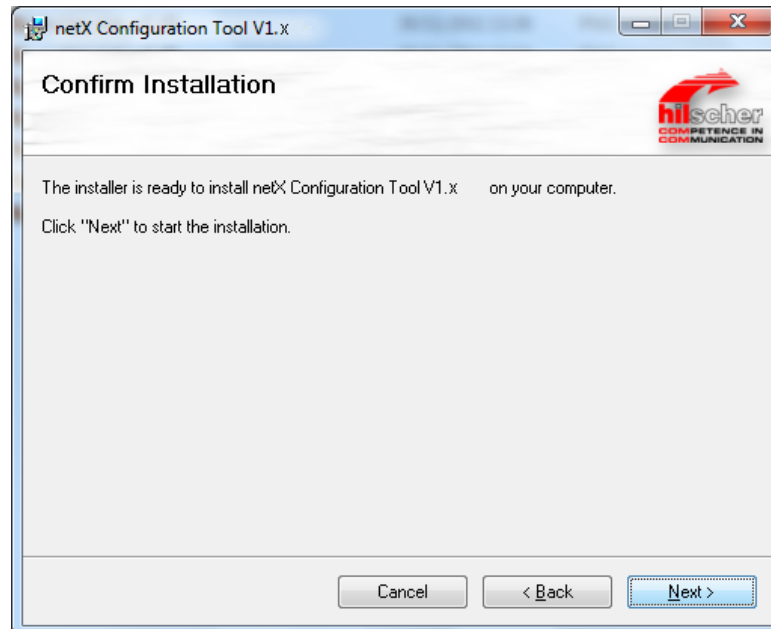 netX Configuration Tool V1.x
Confirm Installation
hilscher
COMPETENCE IN
COMMUNICATION
The installer is ready to install netX Configuration Tool V1.x on your computer.
Click "Next" to start the installation.
Cancel
< Back
Next >